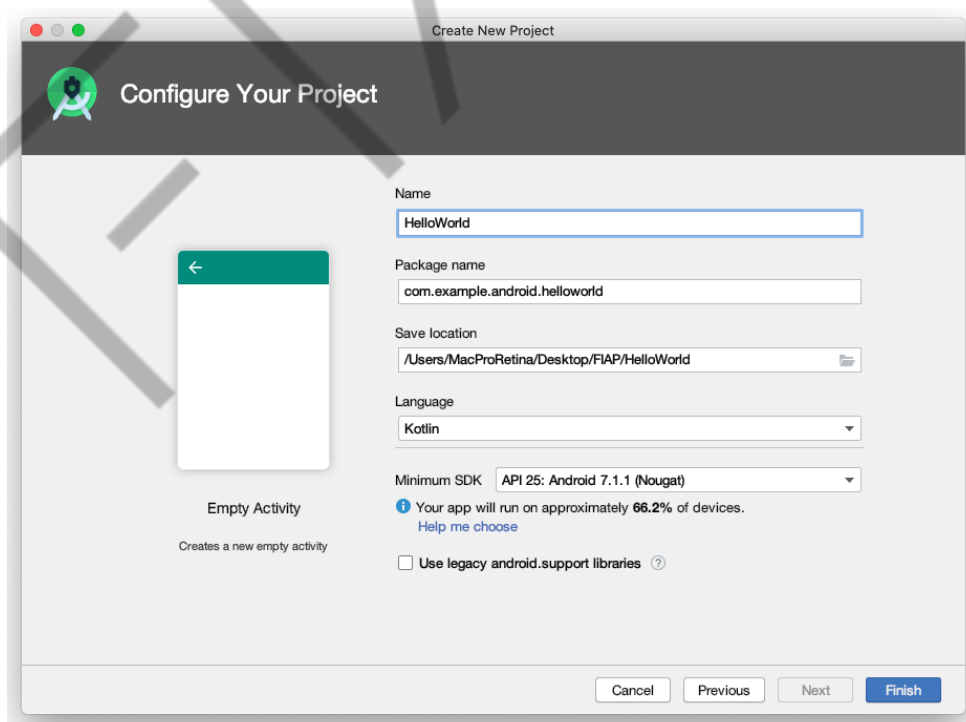 Create New Project
Configure Your Project
Name
HelloWorld
Package name
com.example.android.helloworld
Save location
/Users/MacProRetina/Desktop/FIAP/HelloWorld
Language
Kotlin
Minimum SDK API 25: Android 7.1.1 (Nougat)
Your app will run on approximately 66.2% of devices.
Help me choose
Use legacy android.support libraries ?
Empty Activity
Creates a new empty activity
Cancel Previous Next Finish